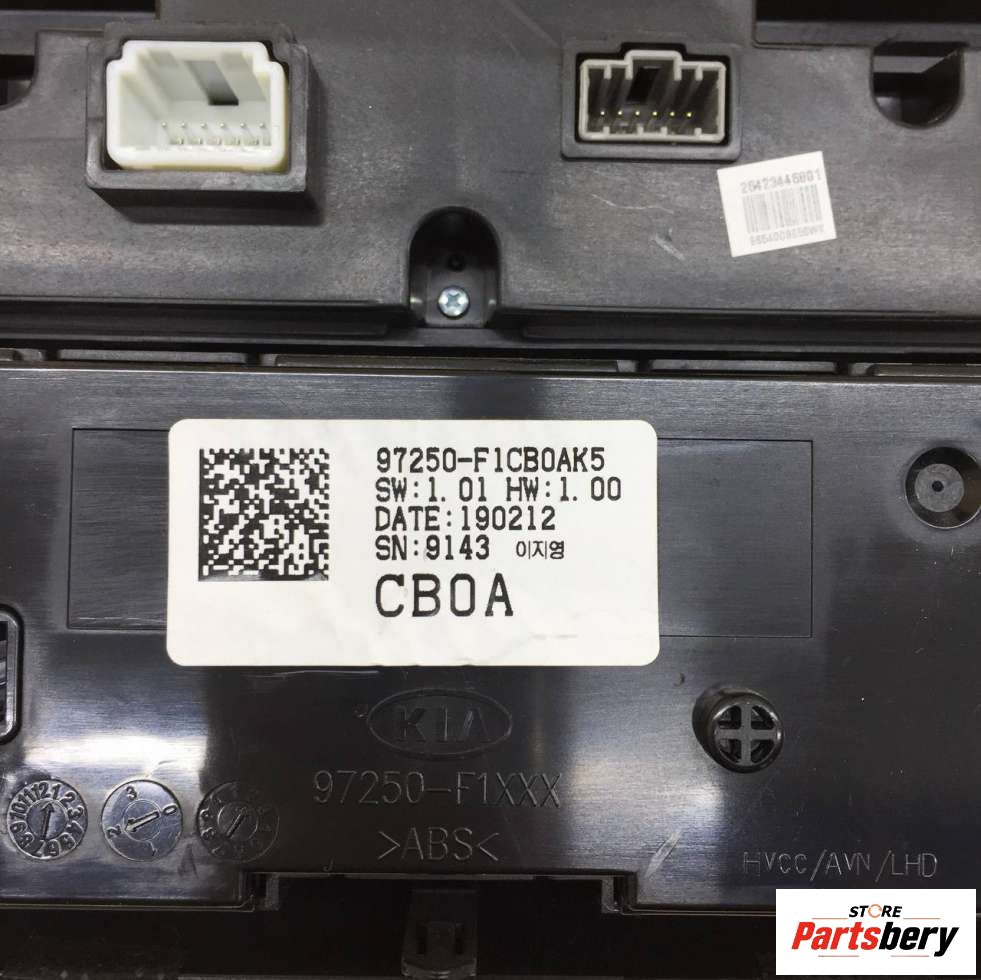 26423446801
97250-F1CB0AK5
SW:1.01 HW:1.00
DATE:190212
SN:9143 이지영
CB0A
KIA
97250-F1XXX
>ABS<
HVCC/AVN/LHD
STORE
Partsbery